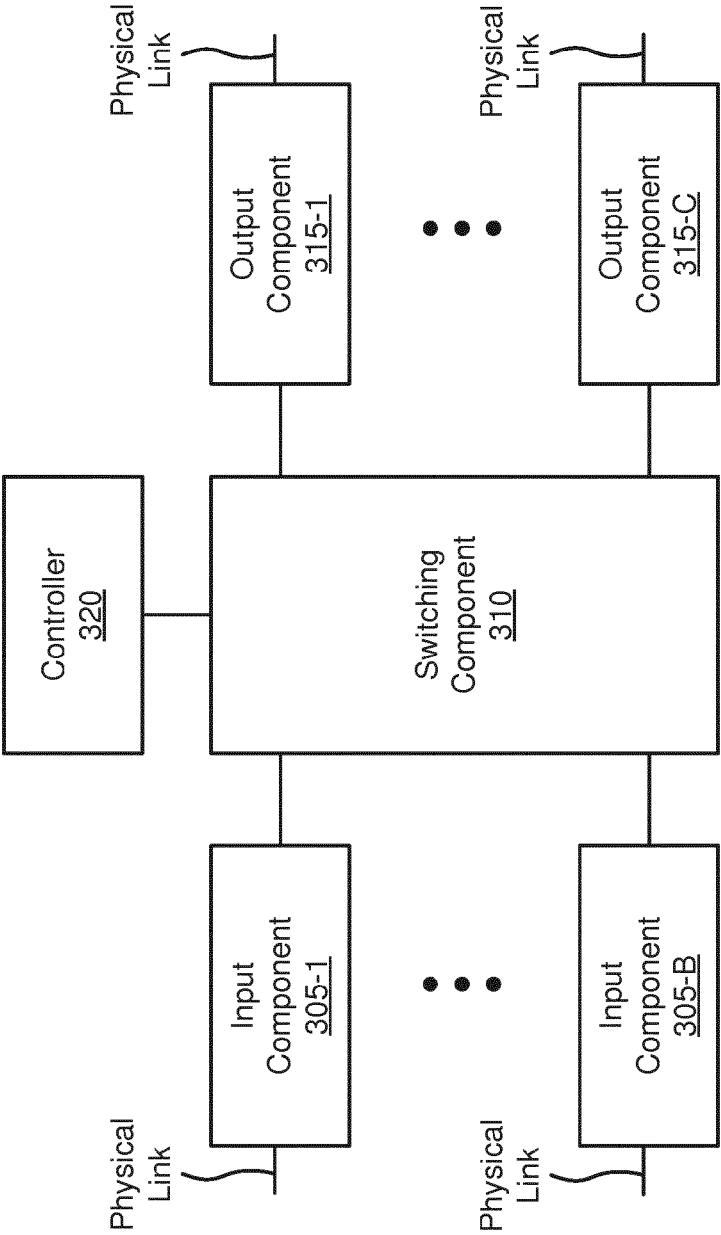 Controller
320
Physical
Link
Input
Component
305-1
Switching
Component
310
Output
Component
315-1
Physical
Link
Physical
Link
Input
Component
305-B
Output
Component
315-C
Physical
Link